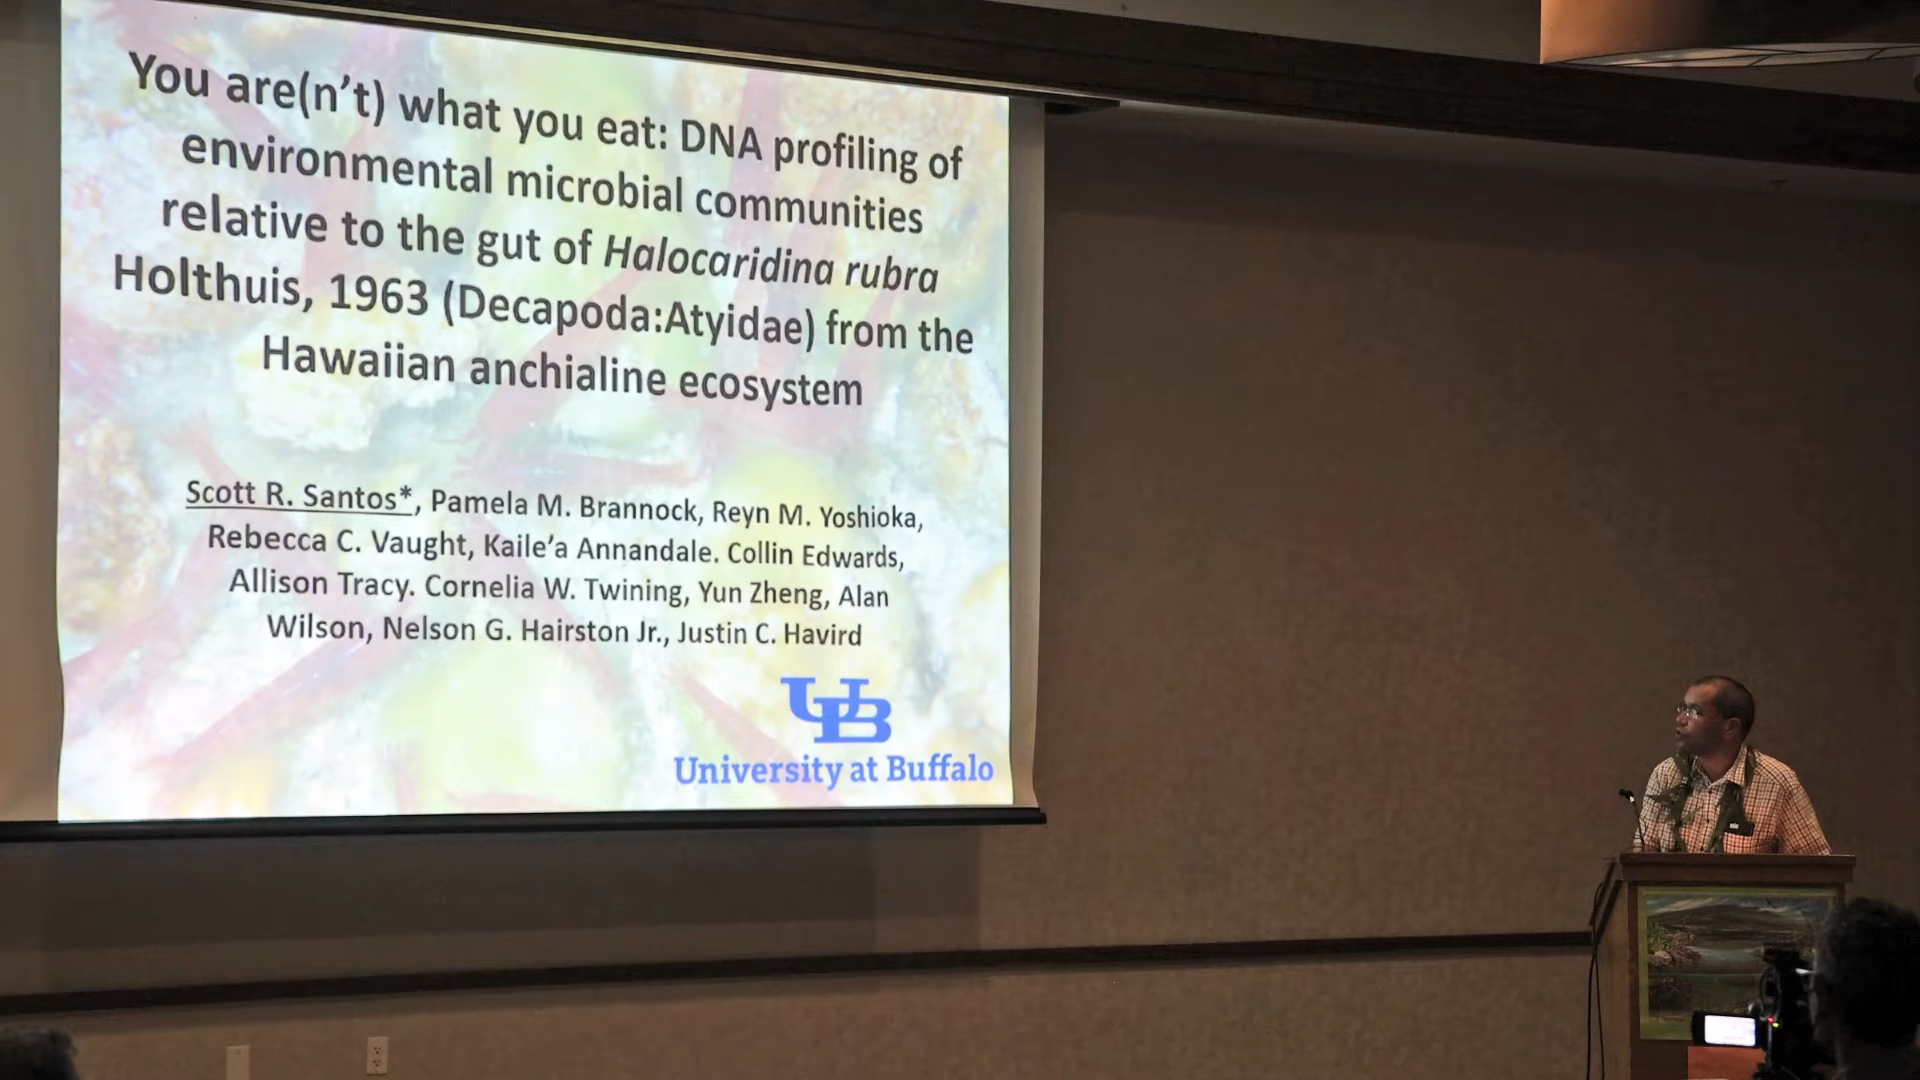 You are(n’t) what you eat: DNA profiling of
environmental microbial communities
relative to the gut of Halocaridina rubra
Holthuis, 1963 (Decapoda:Atyidae) from the
Hawaiian anchialine ecosystem
Scott R. Santos*, Pamela M. Brannock, Reyn M. Yoshioka,
Rebecca C. Vaught, Kaile’a Annandale. Collin Edwards,
Allison Tracy. Cornelia W. Twining, Yun Zheng, Alan
Wilson, Nelson G. Hairston Jr., Justin C. Havird
UB
University at Buffalo